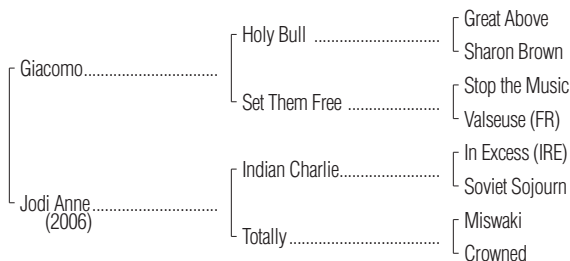 Great Above
Holy Bull ..............................
Sharon Brown
Giacomo................................
Stop the Music
Set Them Free ........................
Valseuse (FR)
In Excess (IRE)
Indian Charlie........................
Soviet Sojourn
Jodi Anne..............................
(2006)
Miswaki
Totally....................................
Crowned